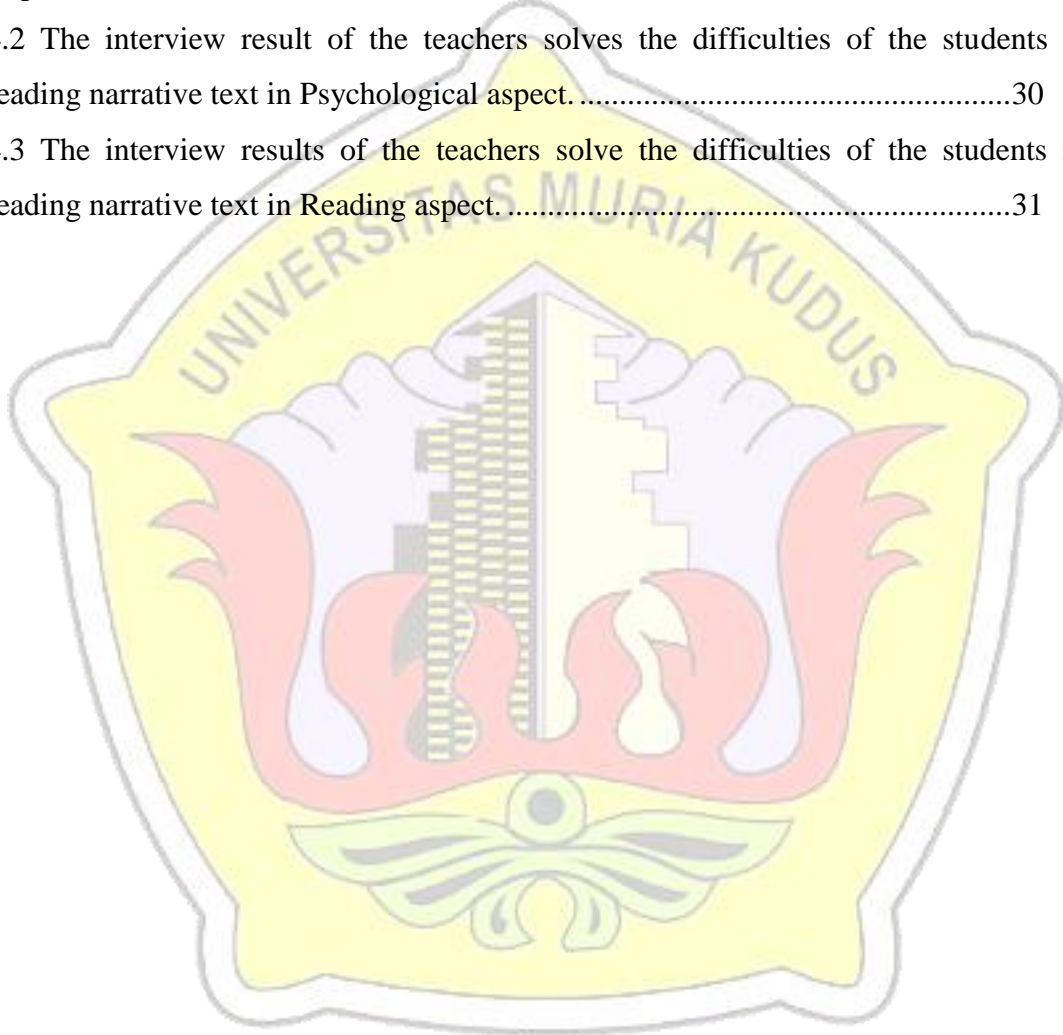 .2 The interview result of the teachers solves the difficulties of the students
eading narrative text in Psychological aspect. ..........................................30
.3 The interview results of the teachers solve the difficulties of the students
eading narrative text in Reading aspect. .................................................31
UNIVERSITAS MURIA KUDUS